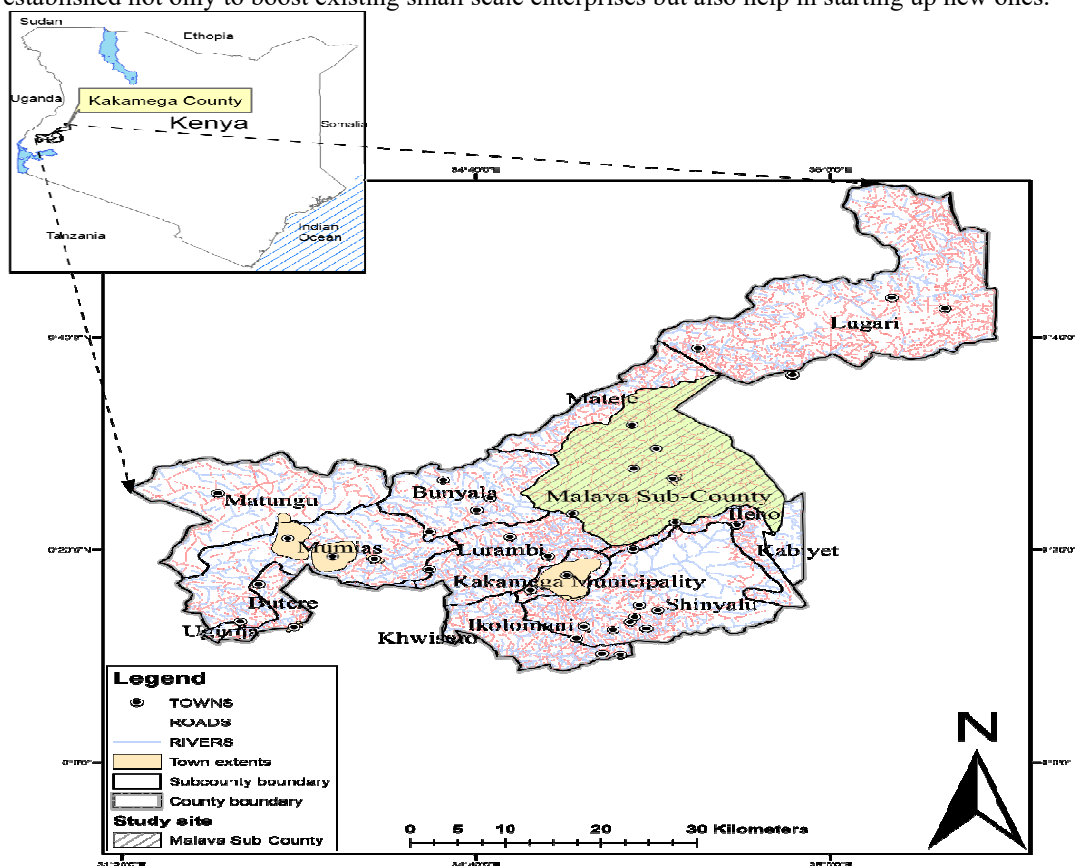 established not only to boost existing small scale enterprises but also help in starting up new ones.
Sudan
Ethiopia
Uganda
Kakamega County
Kenya
Somalia
Tanzania
Indian
Ocean
Lugari
Matete
Matungu
Bunyala
Malava Sub-County
Ileho
Mumias
Lurambi
Kabiyet
Kakamega Municipality
Butere
Shinyalu
Ugunja
Ikolomani
Khwisero
Legend
TOWNS
ROADS
RIVERS
Town extents
Subcounty boundary
County boundary
Study site
Malava Sub County
N
0 5 10 20 30 Kilometers